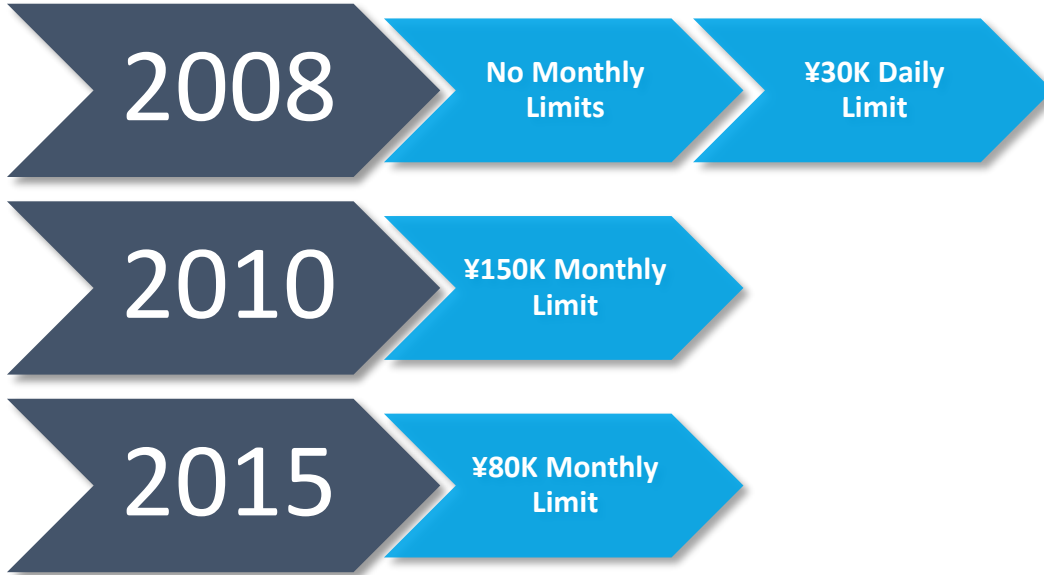 2008
No Monthly
Limits
¥30K Daily
Limit
2010
¥150K Monthly
Limit
2015
¥80K Monthly
Limit